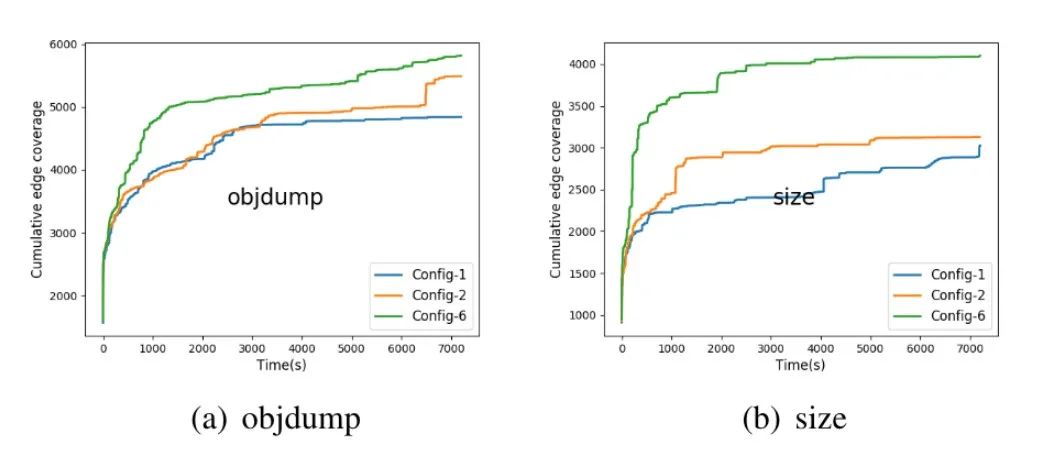 6000
5000
4000
3000
2000
Cumulative edge coverage
objdump
Config-1
Config-2
Config-6
0 1000 2000 3000 4000 5000 6000 7000
Time(s)
(a) objdump
4000
3500
3000
2500
2000
1500
1000
Cumulative edge coverage
size
Config-1
Config-2
Config-6
0 1000 2000 3000 4000 5000 6000 7000
Time(s)
(b) size